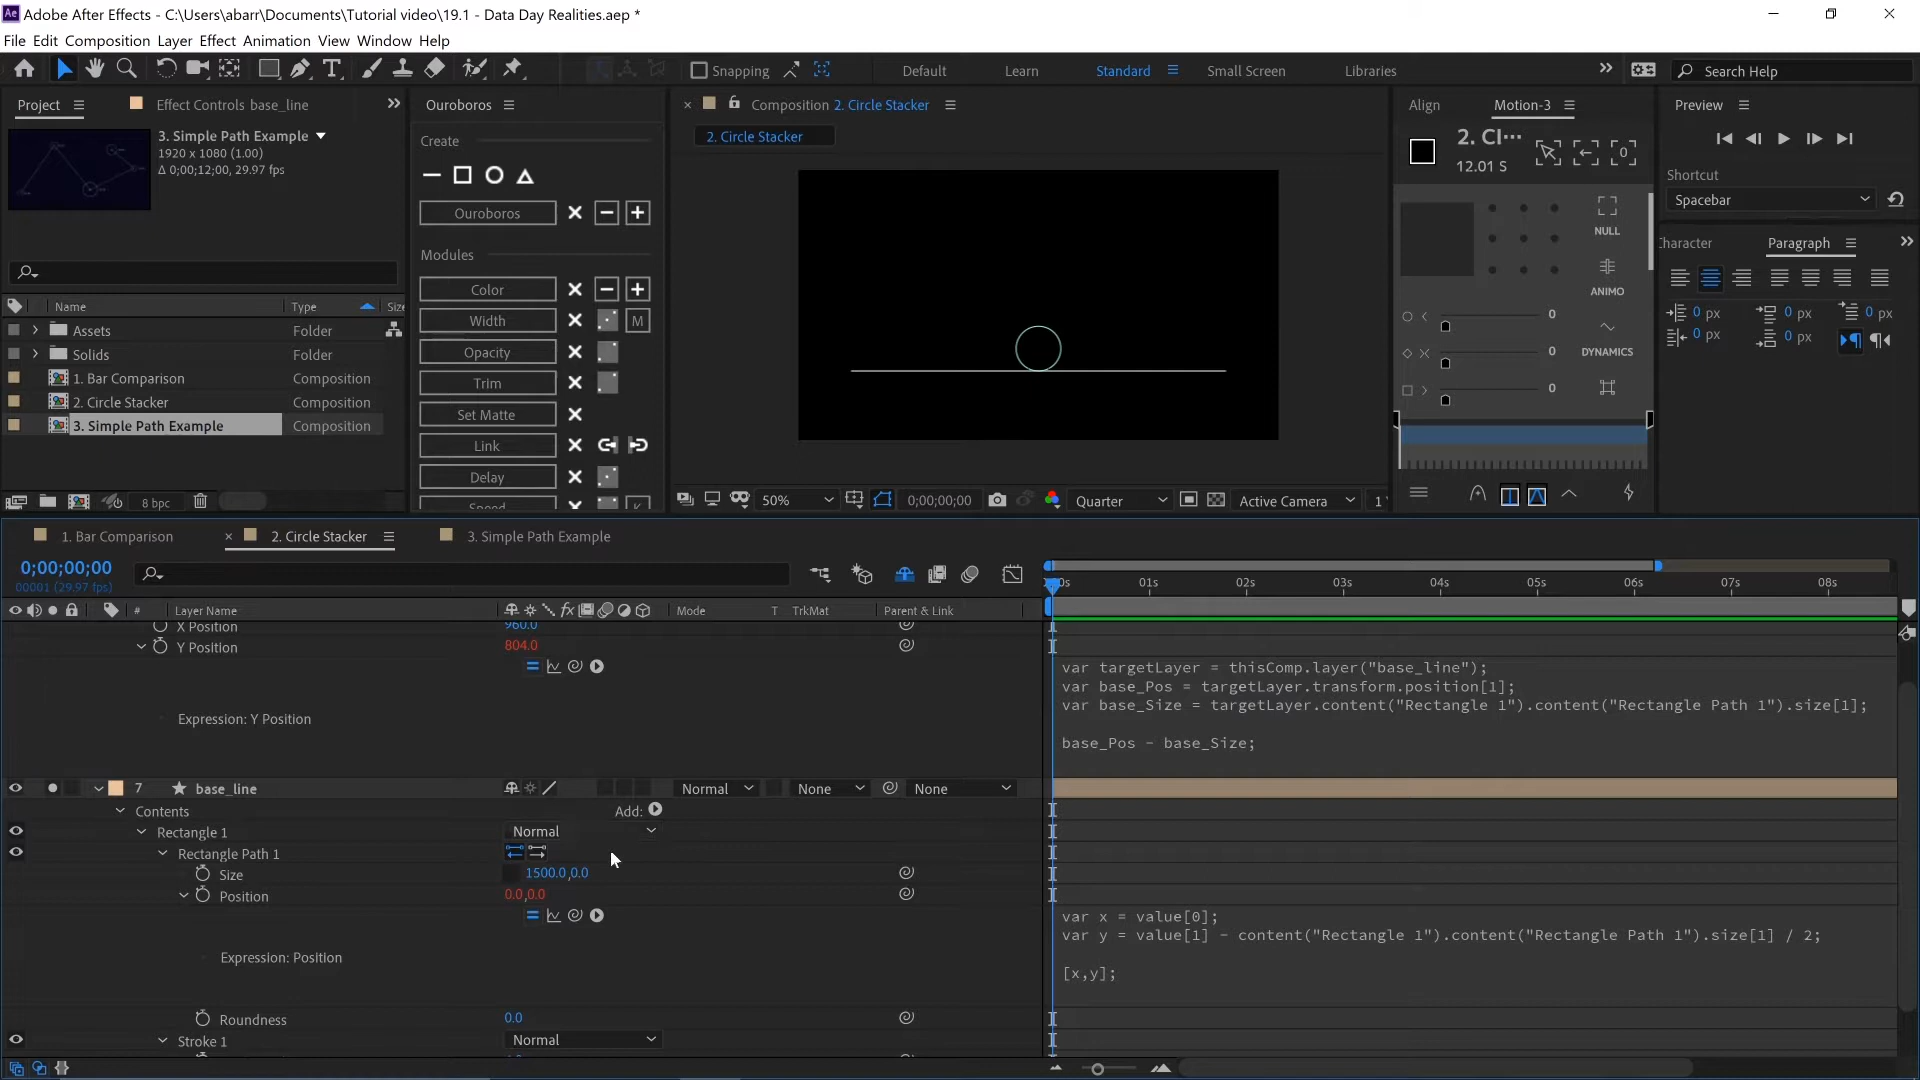 Adobe After Effects - C:\Users\abarr\Documents\Tutorial video\19.1 - Data Day Realities.aep *
File Edit Composition Layer Effect Animation View Window Help
Snapping
Default
Learn
Standard
Small Screen
Libraries
Search Help
Project
Effect Controls base_line
Ouroboros
Composition 2. Circle Stacker
Align
Motion-3
Preview
3. Simple Path Example
1920 x 1080 (1.00)
Δ 0;00;12;00, 29.97 fps
Create
2. Circle Stacker
2. Cl···
12.01 S
Shortcut
Spacebar
Ouroboros
NULL
Character
Paragraph
Modules
Name
Type
Size
Color
ANIMO
Assets
Folder
Width
M
0
0 px
0 px
0 px
Solids
Folder
Opacity
0
DYNAMICS
0 px
0 px
1. Bar Comparison
Composition
Trim
0
2. Circle Stacker
Composition
Set Matte
3. Simple Path Example
Composition
Link
Delay
8 bpc
Speed
50%
0;00;00;00
Quarter
Active Camera
1
1. Bar Comparison
2. Circle Stacker
3. Simple Path Example
0;00;00;00
00001 (29.97 fps)
0s
01s
02s
03s
04s
05s
06s
07s
08s
#
Layer Name
Mode
T
TrkMat
Parent & Link
X Position
960.0
Y Position
804.0
var targetLayer = thisComp.layer("base_line");
var base_Pos = targetLayer.transform.position[1];
var base_Size = targetLayer.content("Rectangle 1").content("Rectangle Path 1").size[1];
Expression: Y Position
base_Pos - base_Size;
7
base_line
Normal
None
None
Contents
Add:
Rectangle 1
Normal
Rectangle Path 1
Size
1500.0,0.0
Position
0.0,0.0
var x = value[0];
var y = value[1] - content("Rectangle 1").content("Rectangle Path 1").size[1] / 2;
Expression: Position
[x,y];
Roundness
0.0
Stroke 1
Normal